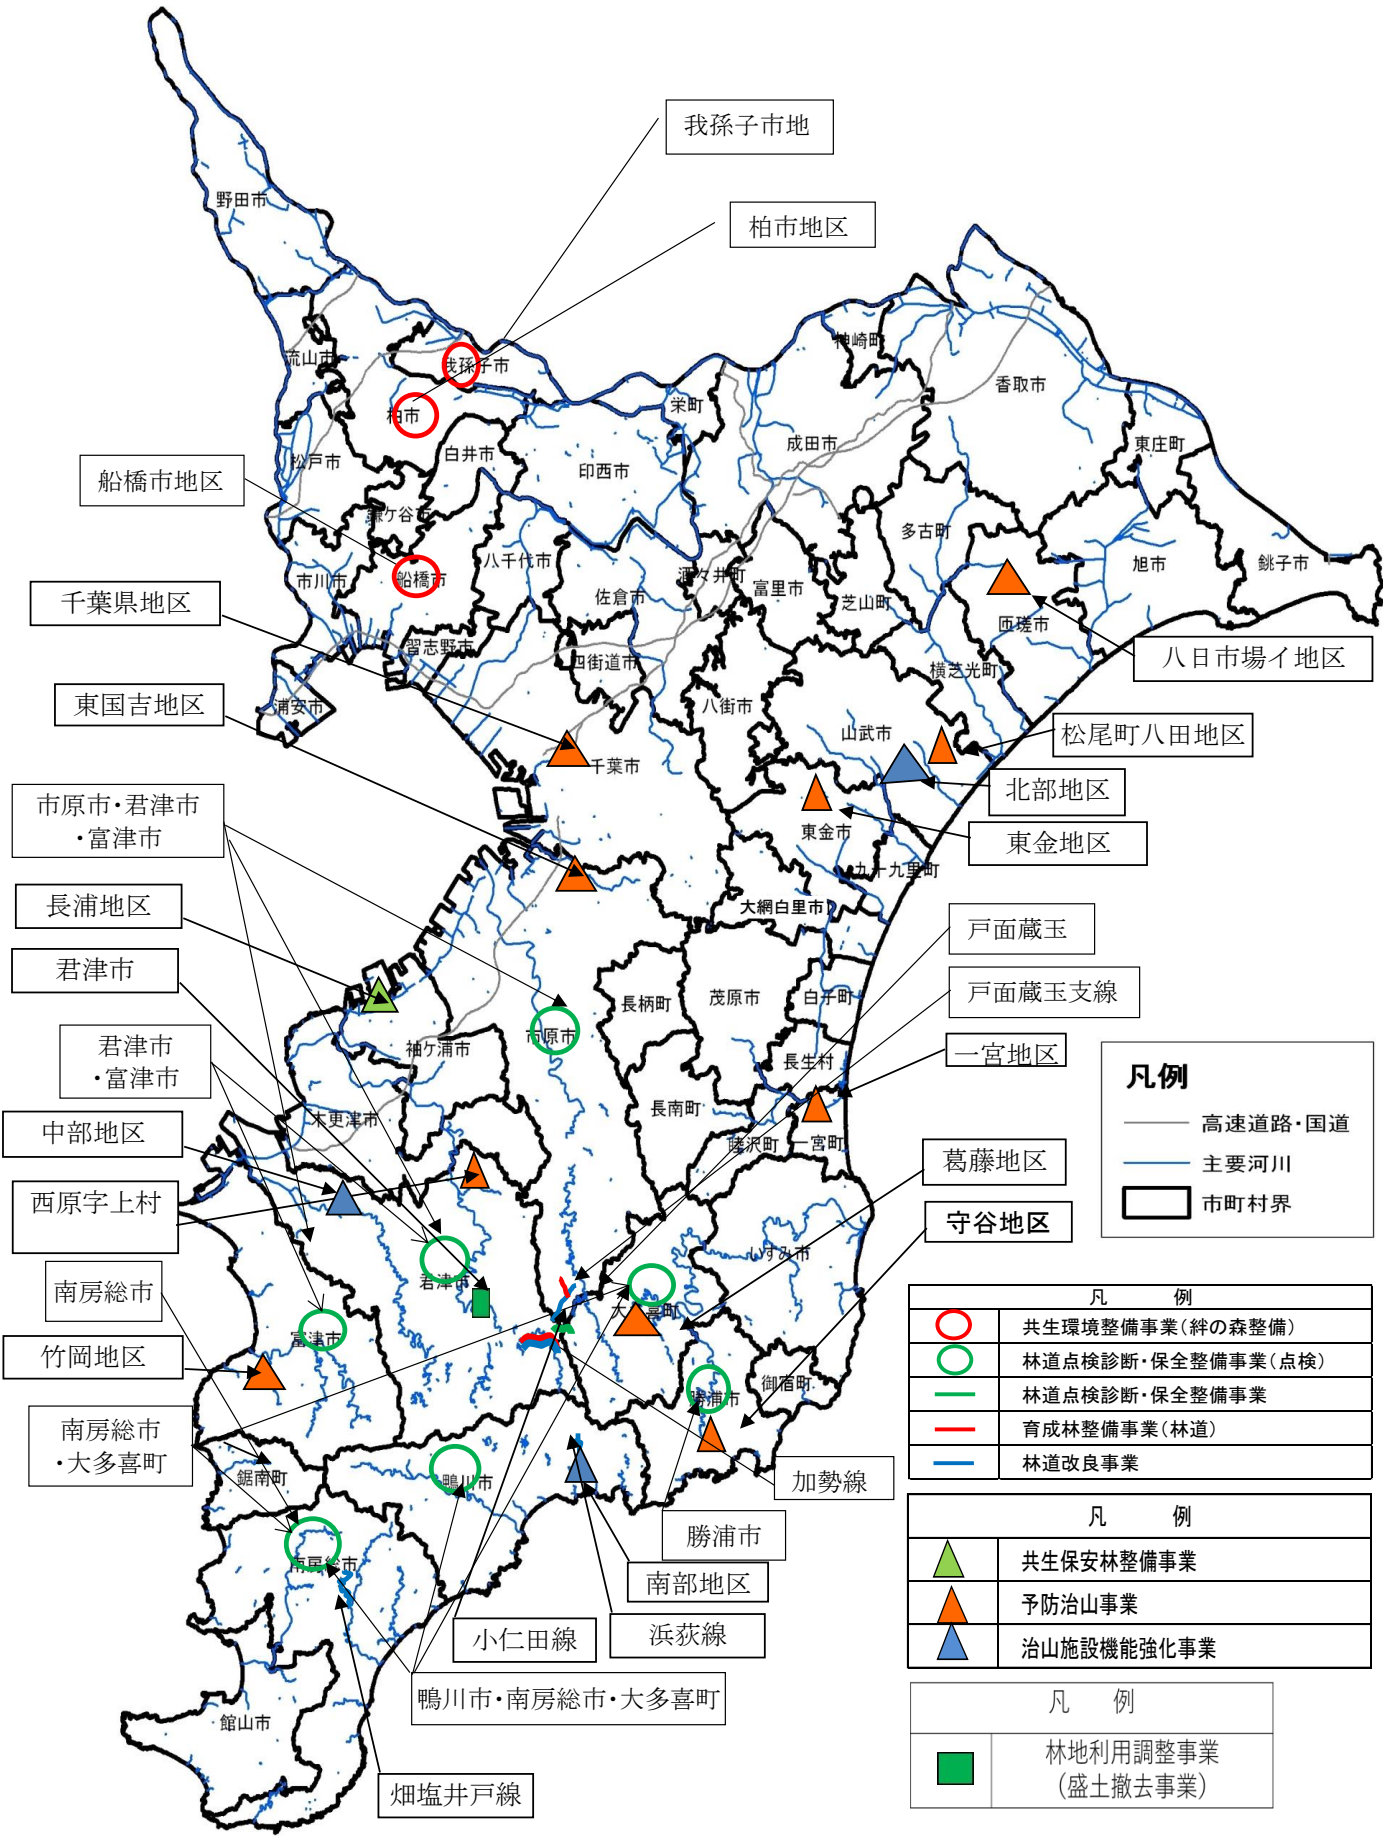 我孫子市地
柏市地区
野田市
神崎町
流山市
我孫子市
香取市
栄町
柏市
成田市
東庄町
松戸市
白井市
印西市
船橋市地区
鎌ケ谷市
多古町
八千代市
旭市
銚子市
市川市
船橋市
酒々井町
富里市
佐倉市
芝山町
千葉県地区
匝瑳市
習志野市
四街道市
横芝光町
八日市場イ地区
東国吉地区
浦安市
八街市
山武市
松尾町八田地区
千葉市
北部地区
市原市・君津市
・富津市
東金市
東金地区
九十九里町
長浦地区
大網白里市
戸面蔵玉
君津市
長柄町
茂原市
白子町
戸面蔵玉支線
市原市
袖ケ浦市
長生村
一宮地区
君津市
・富津市
木更津市
長南町
睦沢町
一宮町
中部地区
葛藤地区
西原字上村
守谷地区
いすみ市
君津市
南房総市
大多喜町
富津市
竹岡地区
御宿町
勝浦市
南房総市
・大多喜町
鋸南町
鴨川市
加勢線
勝浦市
南房総市
南部地区
小仁田線
浜荻線
鴨川市・南房総市・大多喜町
館山市
畑塩井戸線
凡例
高速道路・国道
主要河川
市町村界
凡 例
共生環境整備事業(絆の森整備)
林道点検診断・保全整備事業(点検)
林道点検診断・保全整備事業
育成林整備事業(林道)
林道改良事業
凡 例
共生保安林整備事業
予防治山事業
治山施設機能強化事業
凡 例
林地利用調整事業
(盛土撤去事業)